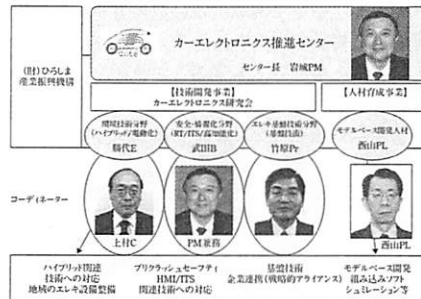 (財)ひろしま
産業振興機構
カーエレクトロニクス推進センター
センター長 岩城PM
【技術開発事業】
カーエレクトロニクス研究会
【人材育成事業】
環境技術分野
(ハイブリッド/電動化)
勝代E
安全・情報化分野
(RT/ITS/高知能化)
武田B
エレキ基盤技術分野
(基盤技術)
竹原Pr
モデルベース開発人材
西山PL
コーディネーター
上村C
PM兼務
西山PL
ハイブリッド関連
技術への対応
地域のエレキ設備整備
プリクラッシュセーフティ
HMI/ITS
関連技術への対応
基盤技術
企業連携(戦略的アライアンス)
モデルベース開発
組み込みソフト
シュミレーション等